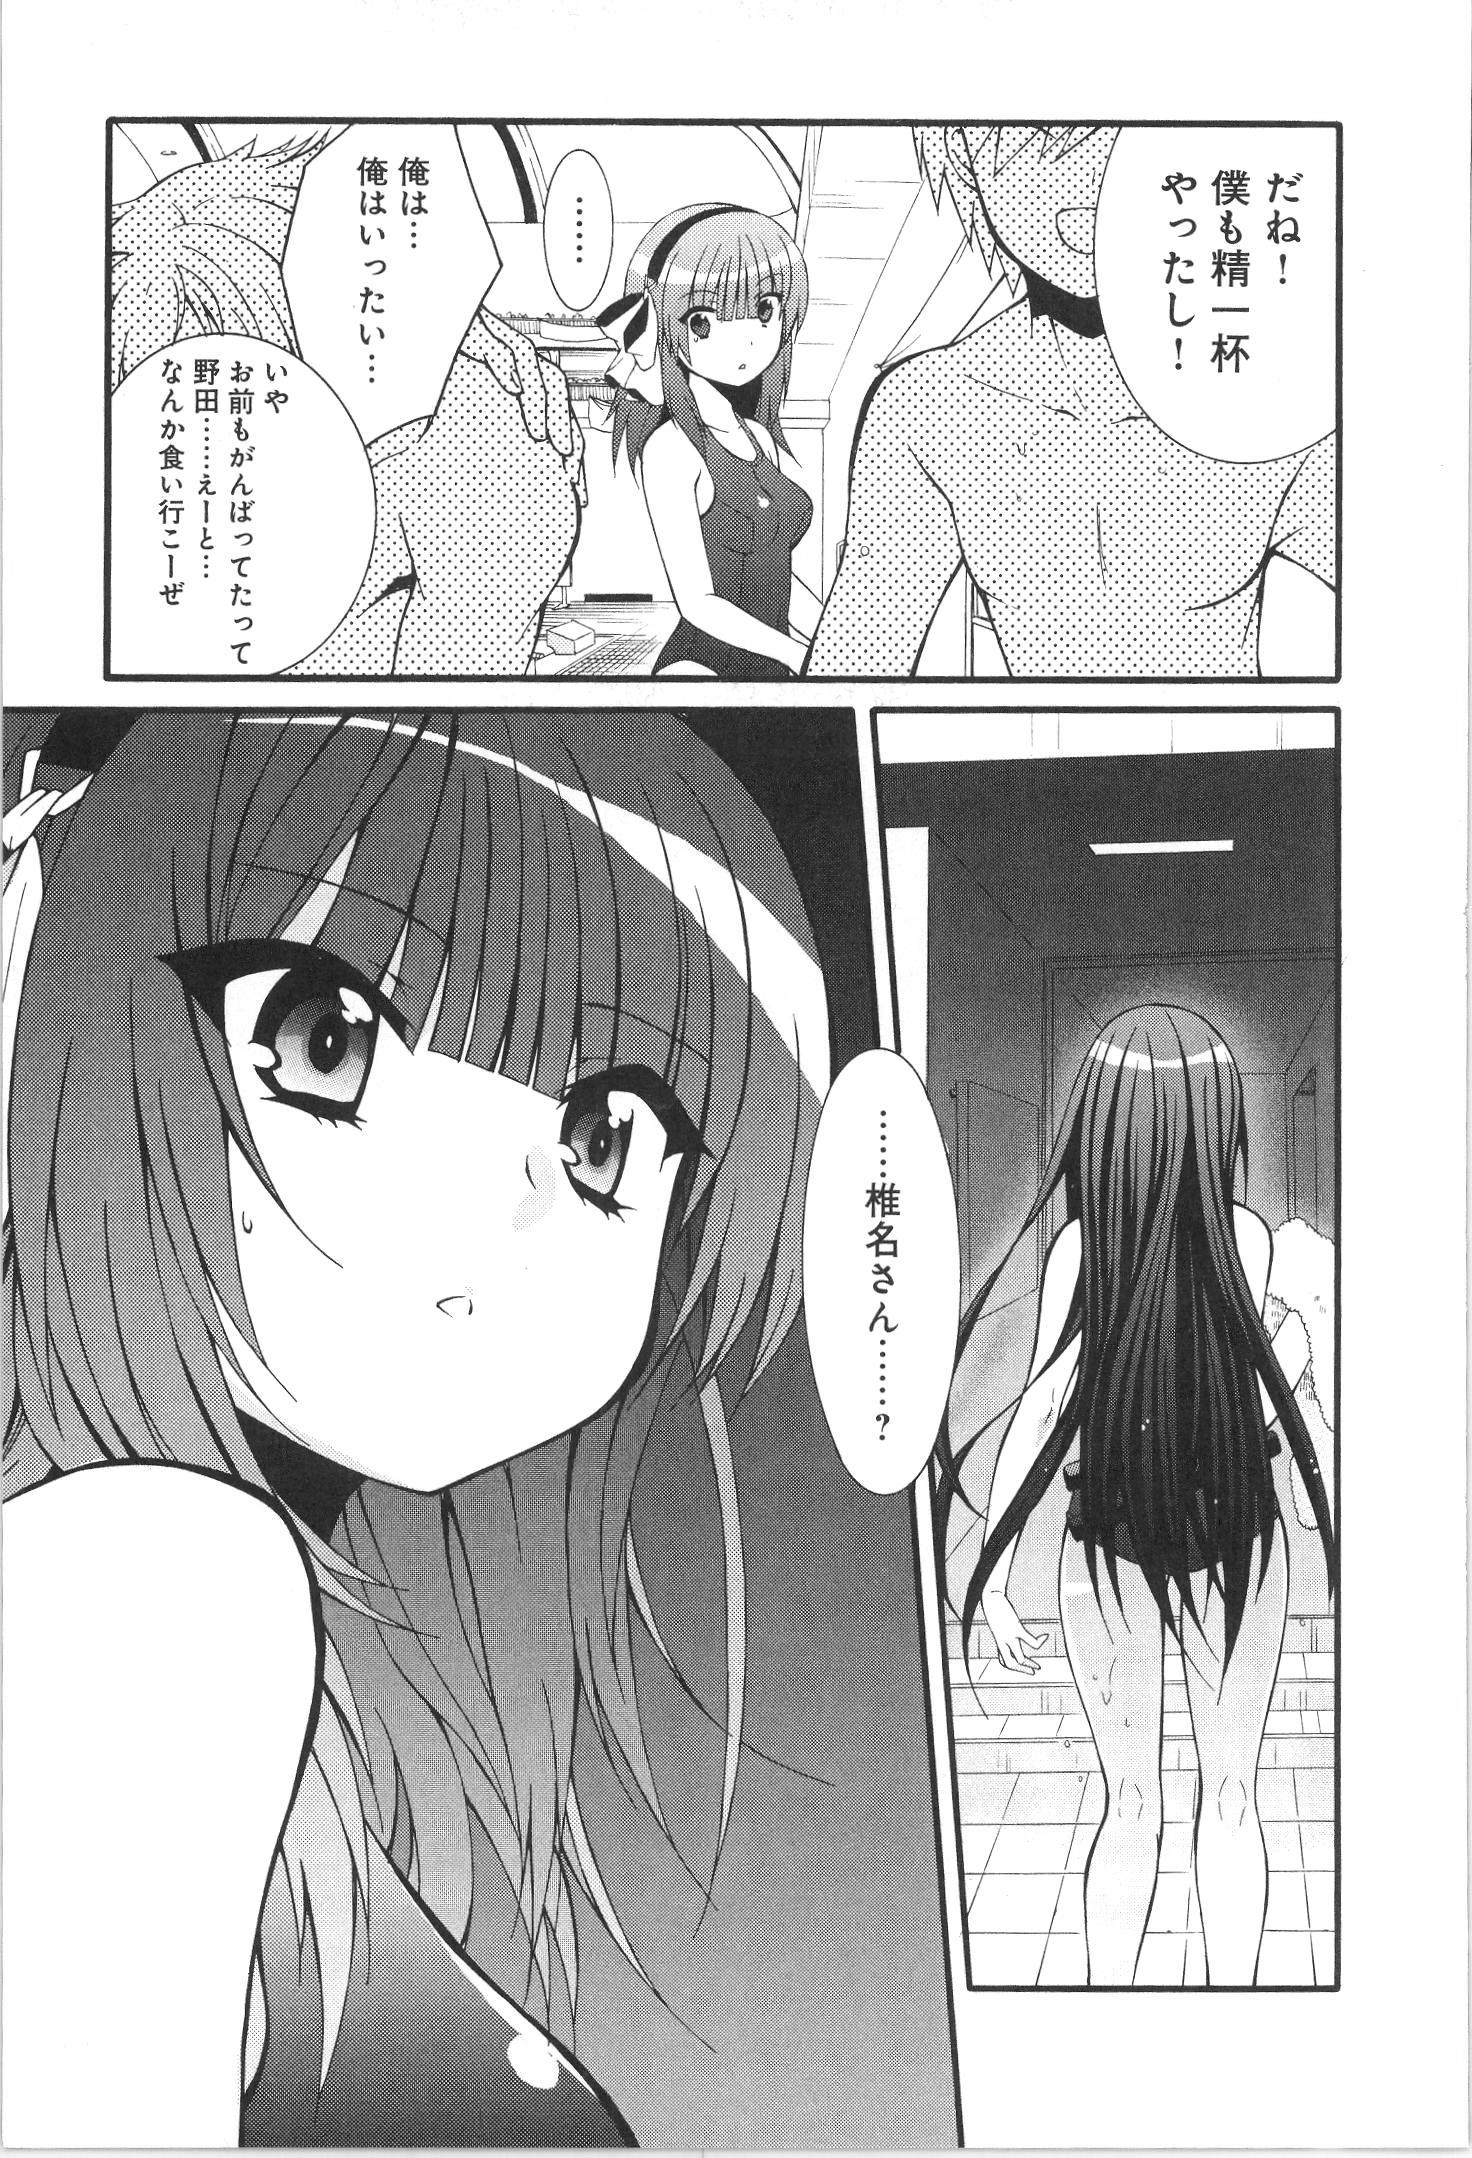 だね！
僕も精一杯
やったし！
……
俺は…
俺はいったい…
いや
お前もがんばってたって
野田……えーと…
なんか食い行こーぜ
……椎名さん……？